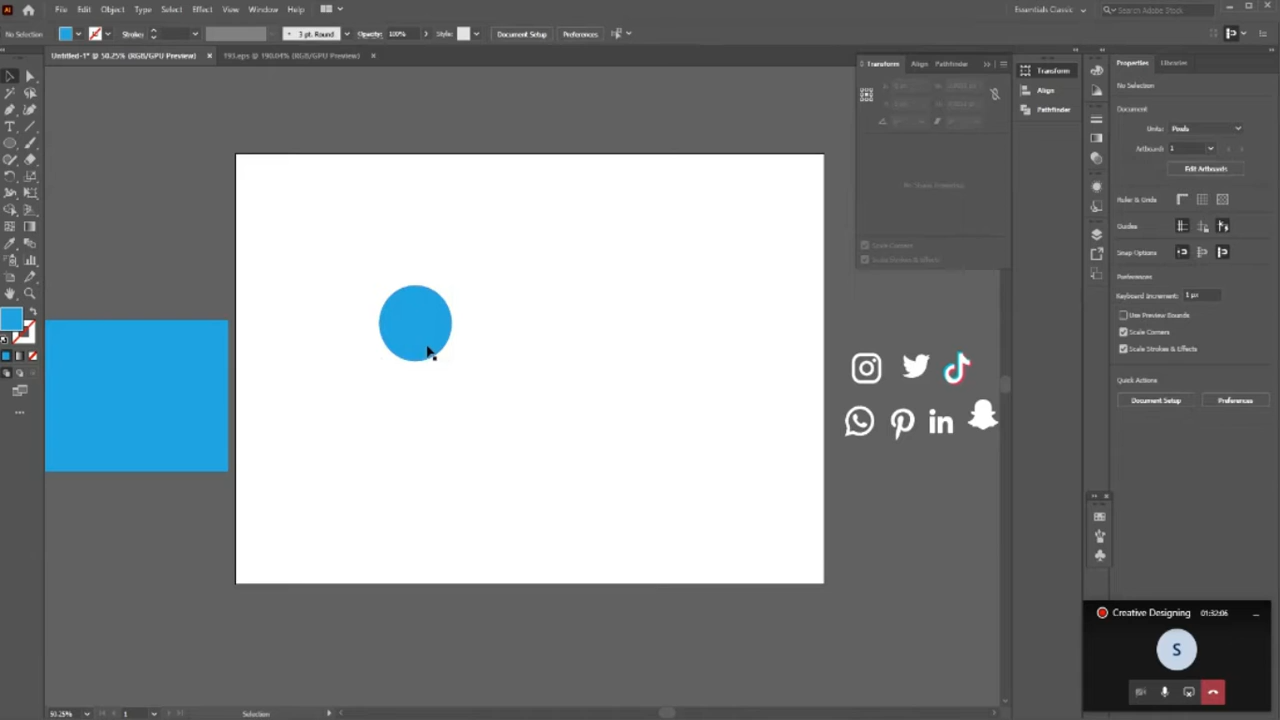 Ai File Edit Object Type Select Effect View Window Help Essentials Classic Search Adobe Stock
No Selection Stroke: 3 pt. Round Opacity: 100% Style: Document Setup Preferences
Untitled-1* @ 50.25% (RGB/GPU Preview) × 193.eps @ 190.04% (RGB/GPU Preview) ×
Transform Align Pathfinder
Scale Corners
Scale Strokes & Effects
Transform
Align
Pathfinder
Properties Libraries
No Selection
Document
Units: Pixels
Artboard: 1
Edit Artboards
Ruler & Grids
Guides
Snap Options
Preferences
Keyboard Increment: 1 px
Use Preview Bounds
Scale Corners
Scale Strokes & Effects
Quick Actions
Document Setup Preferences
in
Creative Designing 01:32:06
S
50.25% 1 Selection